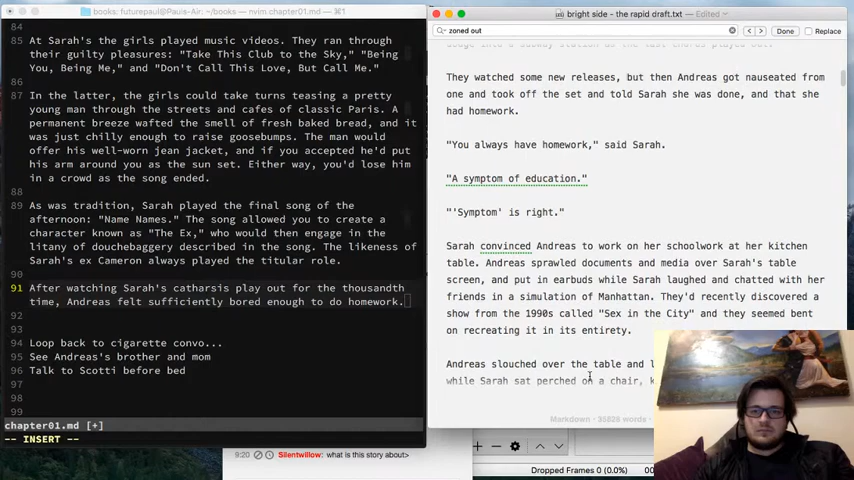 books: futurepaul@Pauls-Air: ~/books — nvim chapter01.md — ⌘1
84
85 At Sarah's the girls played music videos. They ran through
their guilty pleasures: "Take This Club to the Sky," "Being
You, Being Me," and "Don't Call This Love, But Call Me."
86
87 In the latter, the girls could take turns teasing a pretty
young man through the streets and cafes of classic Paris. A
permanent breeze wafted the smell of fresh baked bread, and it
was just chilly enough to raise goosebumps. The man would
offer his well-worn jean jacket, and if you accepted he'd put
his arm around you as the sun set. Either way, you'd lose him
in a crowd as the song ended.
88
89 As was tradition, Sarah played the final song of the
afternoon: "Name Names." The song allowed you to create a
character known as "The Ex," who would then engage in the
litany of douchebaggery described in the song. The likeness of
Sarah's ex Cameron always played the titular role.
90
91 After watching Sarah's catharsis play out for the thousandth
time, Andreas felt sufficiently bored enough to do homework.
92
93
94 Loop back to cigarette convo...
95 See Andreas's brother and mom
96 Talk to Scotti before bed
97
98
99
chapter01.md [+]
-- INSERT --
bright side - the rapid draft.txt — Edited
zoned out
Done
Replace
They watched some new releases, but then Andreas got nauseated from
one and took off the set and told Sarah she was done, and that she
had homework.
"You always have homework," said Sarah.
"A symptom of education."
"'Symptom' is right."
Sarah convinced Andreas to work on her schoolwork at her kitchen
table. Andreas sprawled documents and media over Sarah's table
screen, and put in earbuds while Sarah laughed and chatted with her
friends in a simulation of Manhattan. They'd recently discovered a
show from the 1990s called "Sex in the City" and they seemed bent
on recreating it in its entirety.
Andreas slouched over the table and
while Sarah sat perched on a chair,
Markdown · 35828 words
9:20 Silentwillow: what is this story about>
Dropped Frames 0 (0.0%)